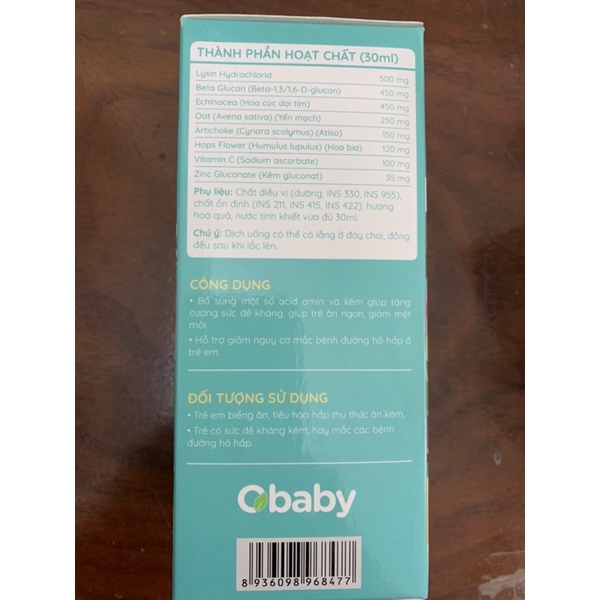 THÀNH PHẦN HOẠT CHẤT (30ml)
Lysin Hydrochlorid 500 mg
Beta Glucan (Beta-1,3/1,6-D-glucan) 450 mg
Echinacea (Hoa cúc dại tím) 450 mg
Oat (Avena sativa) (Yến mạch) 250 mg
Artichoke (Cynara scolymus) (Atiso) 150 mg
Hops Flower (Humulus lupulus) (Hoa bia) 120 mg
Vitamin C (Sodium ascorbate) 100 mg
Zinc Gluconate (Kẽm gluconat) 35 mg
Phụ liệu: Chất điều vị (đường, INS 330, INS 955),
chất ổn định (INS 211, INS 415, INS 422), hương
hoa quả, nước tinh khiết vừa đủ 30ml.
Chú ý: Dịch uống có thể có lắng ở đáy chai, đồng
đều sau khi lắc lên.
CÔNG DỤNG
• Bổ sung một số acid amin và kẽm giúp tăng
cường sức đề kháng, giúp trẻ ăn ngon, giảm mệt
mỏi.
• Hỗ trợ giảm nguy cơ mắc bệnh đường hô hấp ở
trẻ em.
ĐỐI TƯỢNG SỬ DỤNG
• Trẻ em biếng ăn, tiêu hóa hấp thụ thức ăn kém.
• Trẻ có sức đề kháng kém, hay mắc các bệnh
đường hô hấp.
Obaby
8 936098 968477